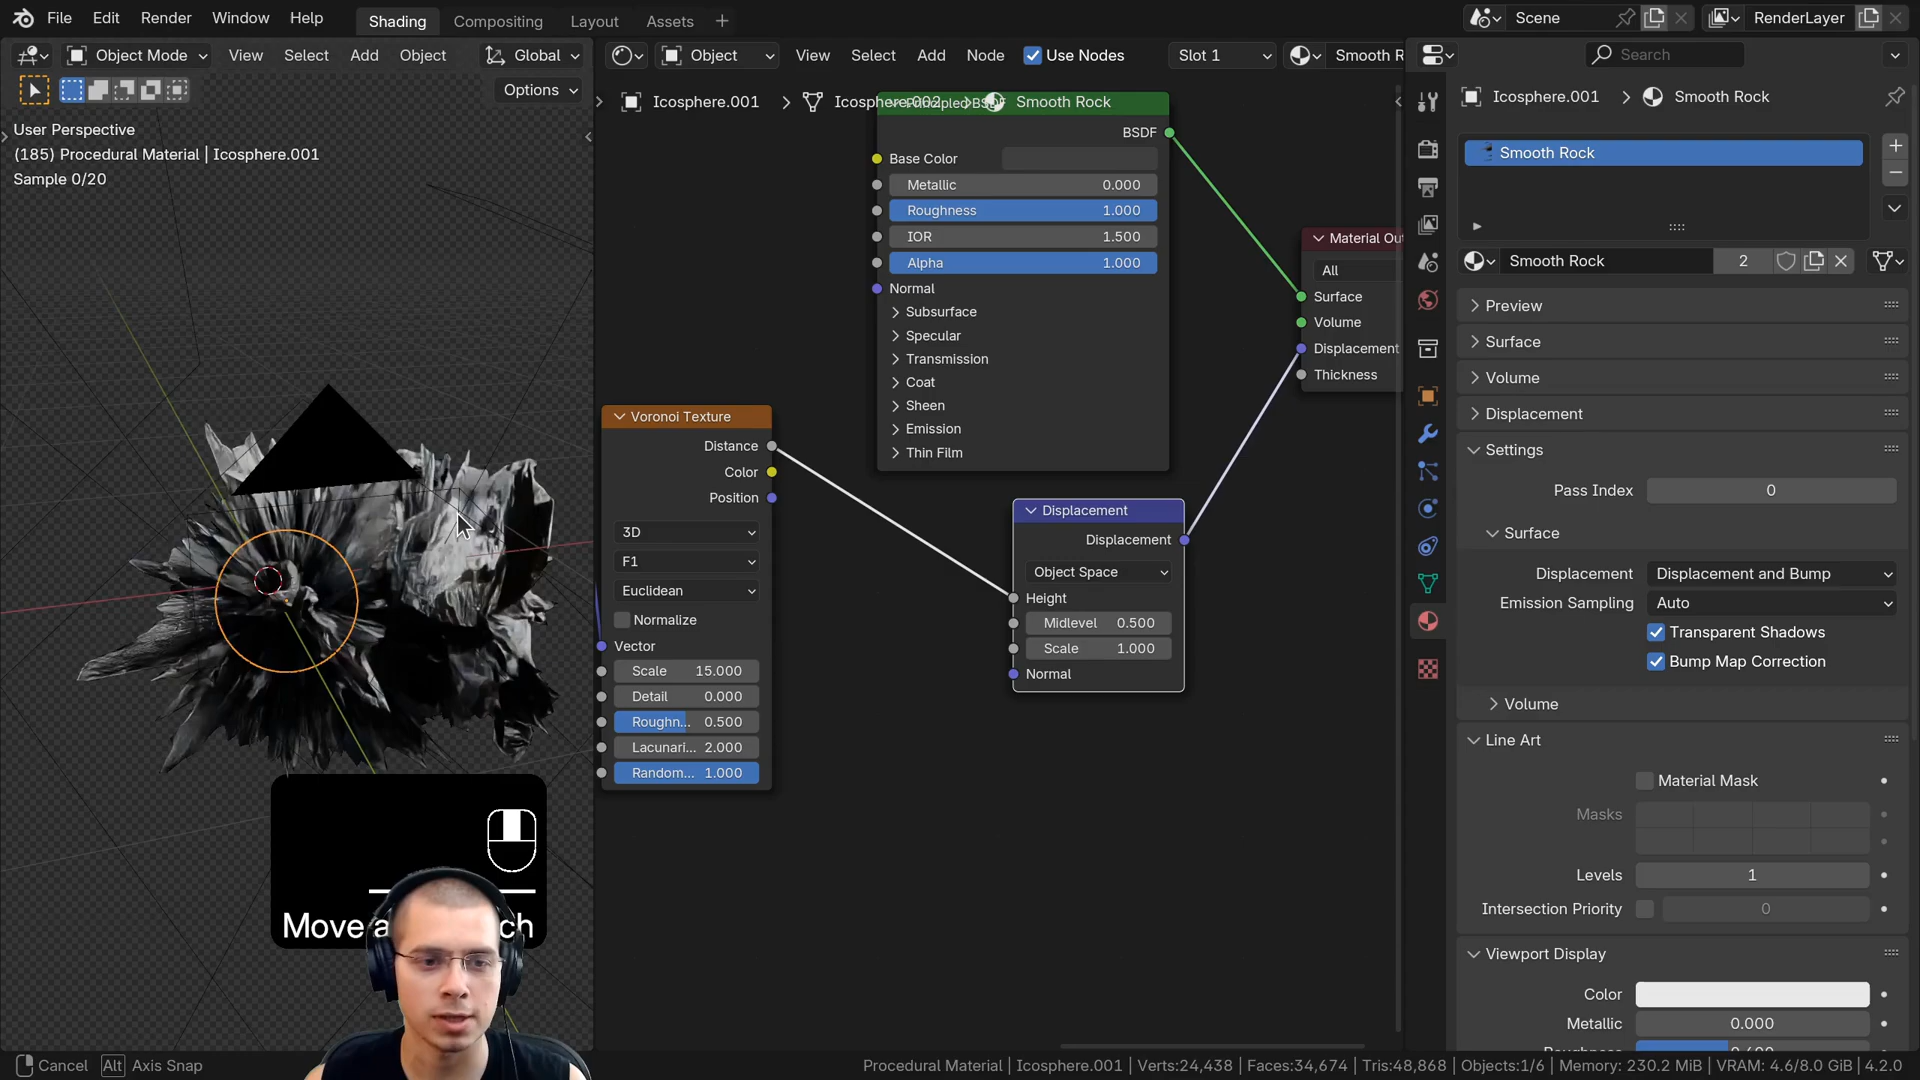 File Edit Render Window Help Shading Compositing Layout Assets + Scene RenderLayer
Object Mode View Select Add Object Global
Object View Select Add Node Use Nodes Slot 1 Smooth R
Search
Options
Icosphere.001 > Icosphere.002 > Smooth Rock
Icosphere.001 > Smooth Rock
User Perspective
(185) Procedural Material | Icosphere.001
Sample 0/20
BSDF
Base Color
Metallic 0.000
Roughness 1.000
IOR 1.500
Alpha 1.000
Normal
Subsurface
Specular
Transmission
Coat
Sheen
Emission
Thin Film
Material Out
All
Surface
Volume
Displacement
Thickness
Voronoi Texture
Distance
Color
Position
3D
F1
Euclidean
Normalize
Vector
Scale 15.000
Detail 0.000
Roughn... 0.500
Lacunari... 2.000
Random... 1.000
Displacement
Displacement
Object Space
Height
Midlevel 0.500
Scale 1.000
Normal
Smooth Rock
Smooth Rock 2
Preview
Surface
Volume
Displacement
Settings
Pass Index 0
Surface
Displacement Displacement and Bump
Emission Sampling Auto
Transparent Shadows
Bump Map Correction
Volume
Line Art
Material Mask
Masks
Levels 1
Intersection Priority 0
Viewport Display
Color
Metallic 0.000
Move a
ch
Cancel Alt Axis Snap
Procedural Material | Icosphere.001 | Verts:24,438 | Faces:34,674 | Tris:48,868 | Objects:1/6 | Memory: 230.2 MiB | VRAM: 4.6/8.0 GiB | 4.2.0